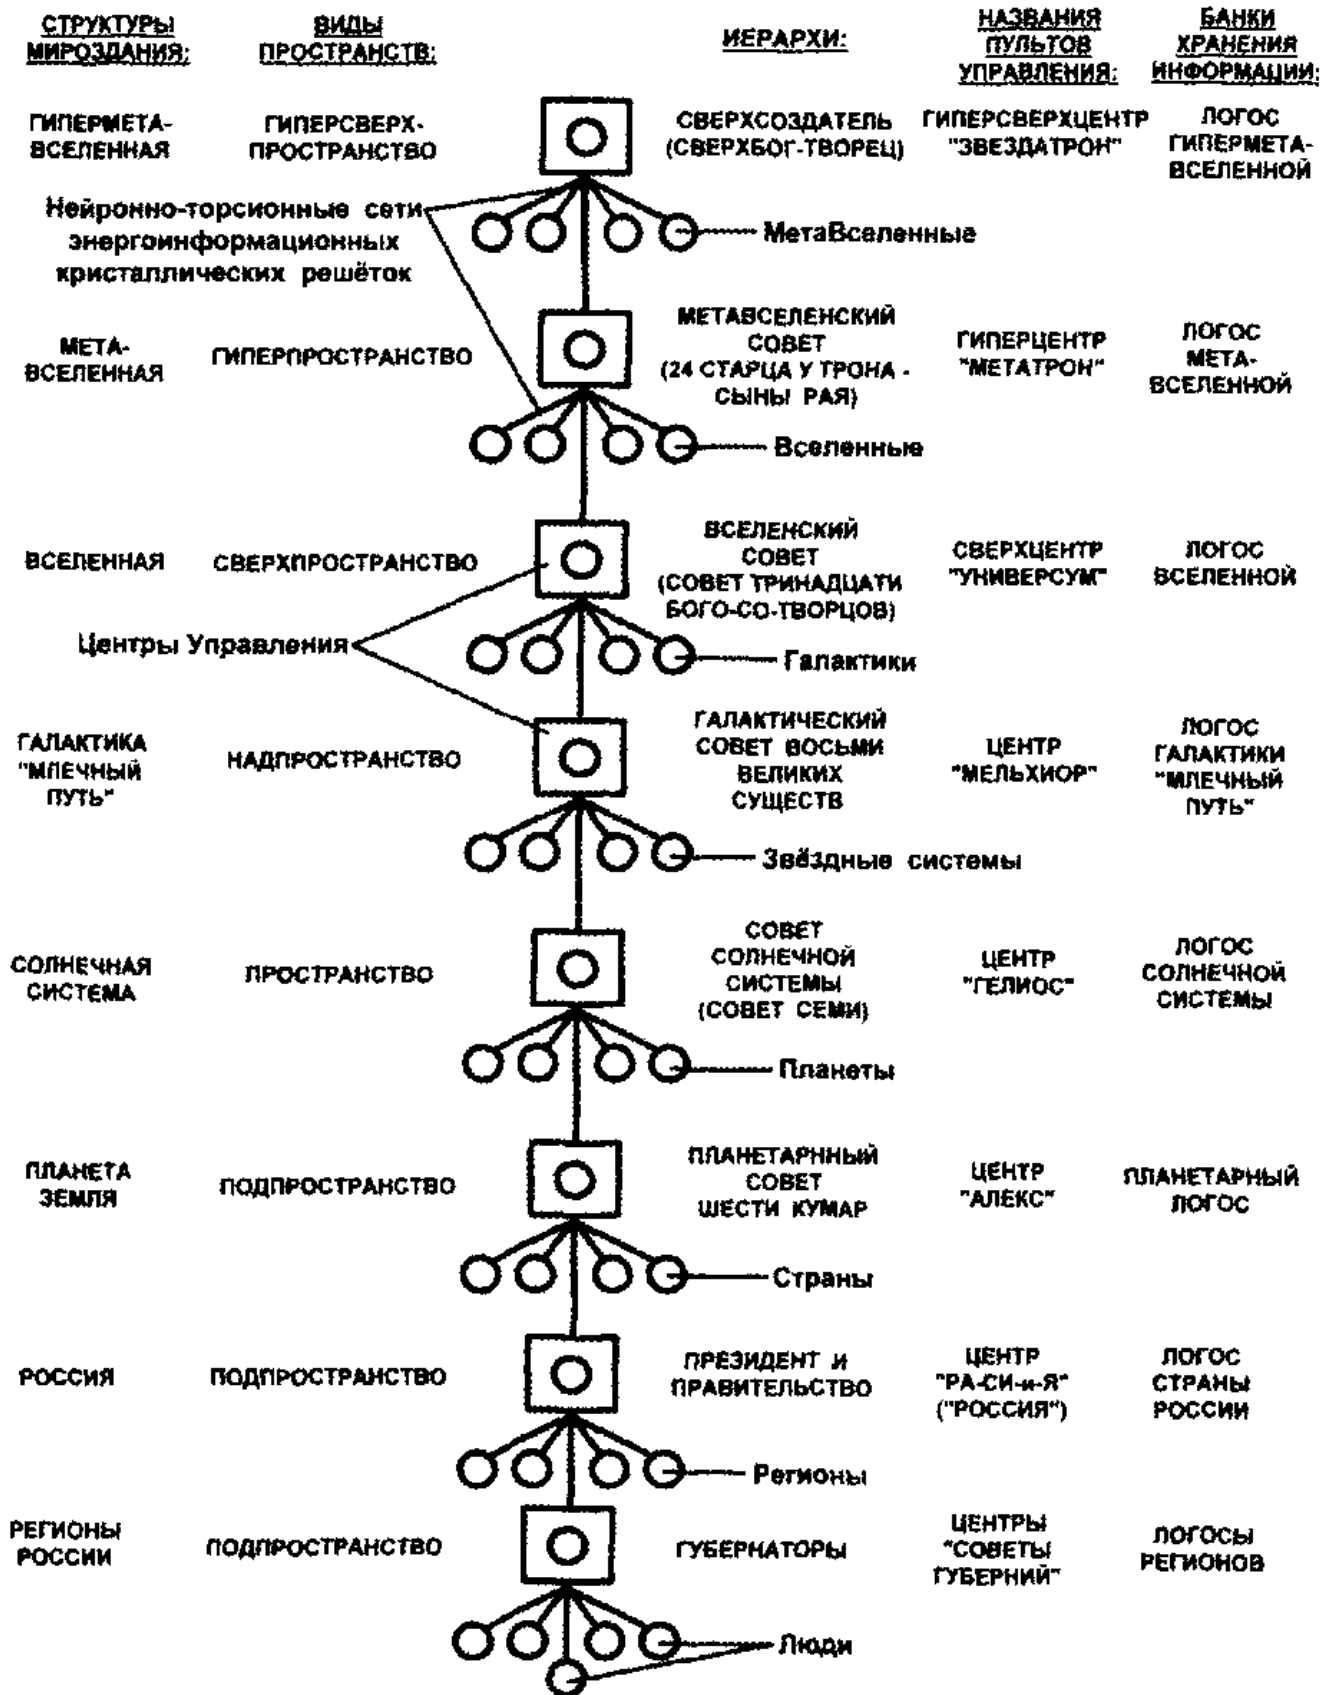 СТРУКТУРЫ
МИРОЗДАНИЯ:
ВИДЫ
ПРОСТРАНСТВ:
ИЕРАРХИ:
НАЗВАНИЯ
ПУЛЬТОВ
УПРАВЛЕНИЯ:
БАНКИ
ХРАНЕНИЯ
ИНФОРМАЦИИ:
ГИПЕРМЕТА-
ВСЕЛЕННАЯ
ГИПЕРСВЕРХ-
ПРОСТРАНСТВО
СВЕРХСОЗДАТЕЛЬ
(СВЕРХБОГ-ТВОРЕЦ)
ГИПЕРСВЕРХЦЕНТР
"ЗВЕЗДАТРОН"
ЛОГОС
ГИПЕРМЕТА-
ВСЕЛЕННОЙ
Нейронно-торсионные сети
энергоинформационных
кристаллических решёток
МетаВселенные
МЕТА-
ВСЕЛЕННАЯ
ГИПЕРПРОСТРАНСТВО
МЕТАВСЕЛЕНСКИЙ
СОВЕТ
(24 СТАРЦА У ТРОНА -
СЫНЫ РАЯ)
ГИПЕРЦЕНТР
"МЕТАТРОН"
ЛОГОС
МЕТА-
ВСЕЛЕННОЙ
Вселенные
ВСЕЛЕННАЯ
СВЕРХПРОСТРАНСТВО
ВСЕЛЕНСКИЙ
СОВЕТ
(СОВЕТ ТРИНАДЦАТИ
БОГО-СО-ТВОРЦОВ)
СВЕРХЦЕНТР
"УНИВЕРСУМ"
ЛОГОС
ВСЕЛЕННОЙ
Центры Управления
Галактики
ГАЛАКТИКА
"МЛЕЧНЫЙ
ПУТЬ"
НАДПРОСТРАНСТВО
ГАЛАКТИЧЕСКИЙ
СОВЕТ ВОСЬМИ
ВЕЛИКИХ
СУЩЕСТВ
ЦЕНТР
"МЕЛЬХИОР"
ЛОГОС
ГАЛАКТИКИ
"МЛЕЧНЫЙ
ПУТЬ"
Звёздные системы
СОЛНЕЧНАЯ
СИСТЕМА
ПРОСТРАНСТВО
СОВЕТ
СОЛНЕЧНОЙ
СИСТЕМЫ
(СОВЕТ СЕМИ)
ЦЕНТР
"ГЕЛИОС"
ЛОГОС
СОЛНЕЧНОЙ
СИСТЕМЫ
Планеты
ПЛАНЕТА
ЗЕМЛЯ
ПОДПРОСТРАНСТВО
ПЛАНЕТАРННЫЙ
СОВЕТ
ШЕСТИ КУМАР
ЦЕНТР
"АЛЕКС"
ПЛАНЕТАРНЫЙ
ЛОГОС
Страны
РОССИЯ
ПОДПРОСТРАНСТВО
ПРЕЗИДЕНТ И
ПРАВИТЕЛЬСТВО
ЦЕНТР
"РА-СИ-и-Я"
("РОССИЯ")
ЛОГОС
СТРАНЫ
РОССИИ
Регионы
РЕГИОНЫ
РОССИИ
ПОДПРОСТРАНСТВО
ГУБЕРНАТОРЫ
ЦЕНТРЫ
"СОВЕТЫ
ГУБЕРНИЙ"
ЛОГОСЫ
РЕГИОНОВ
Люди